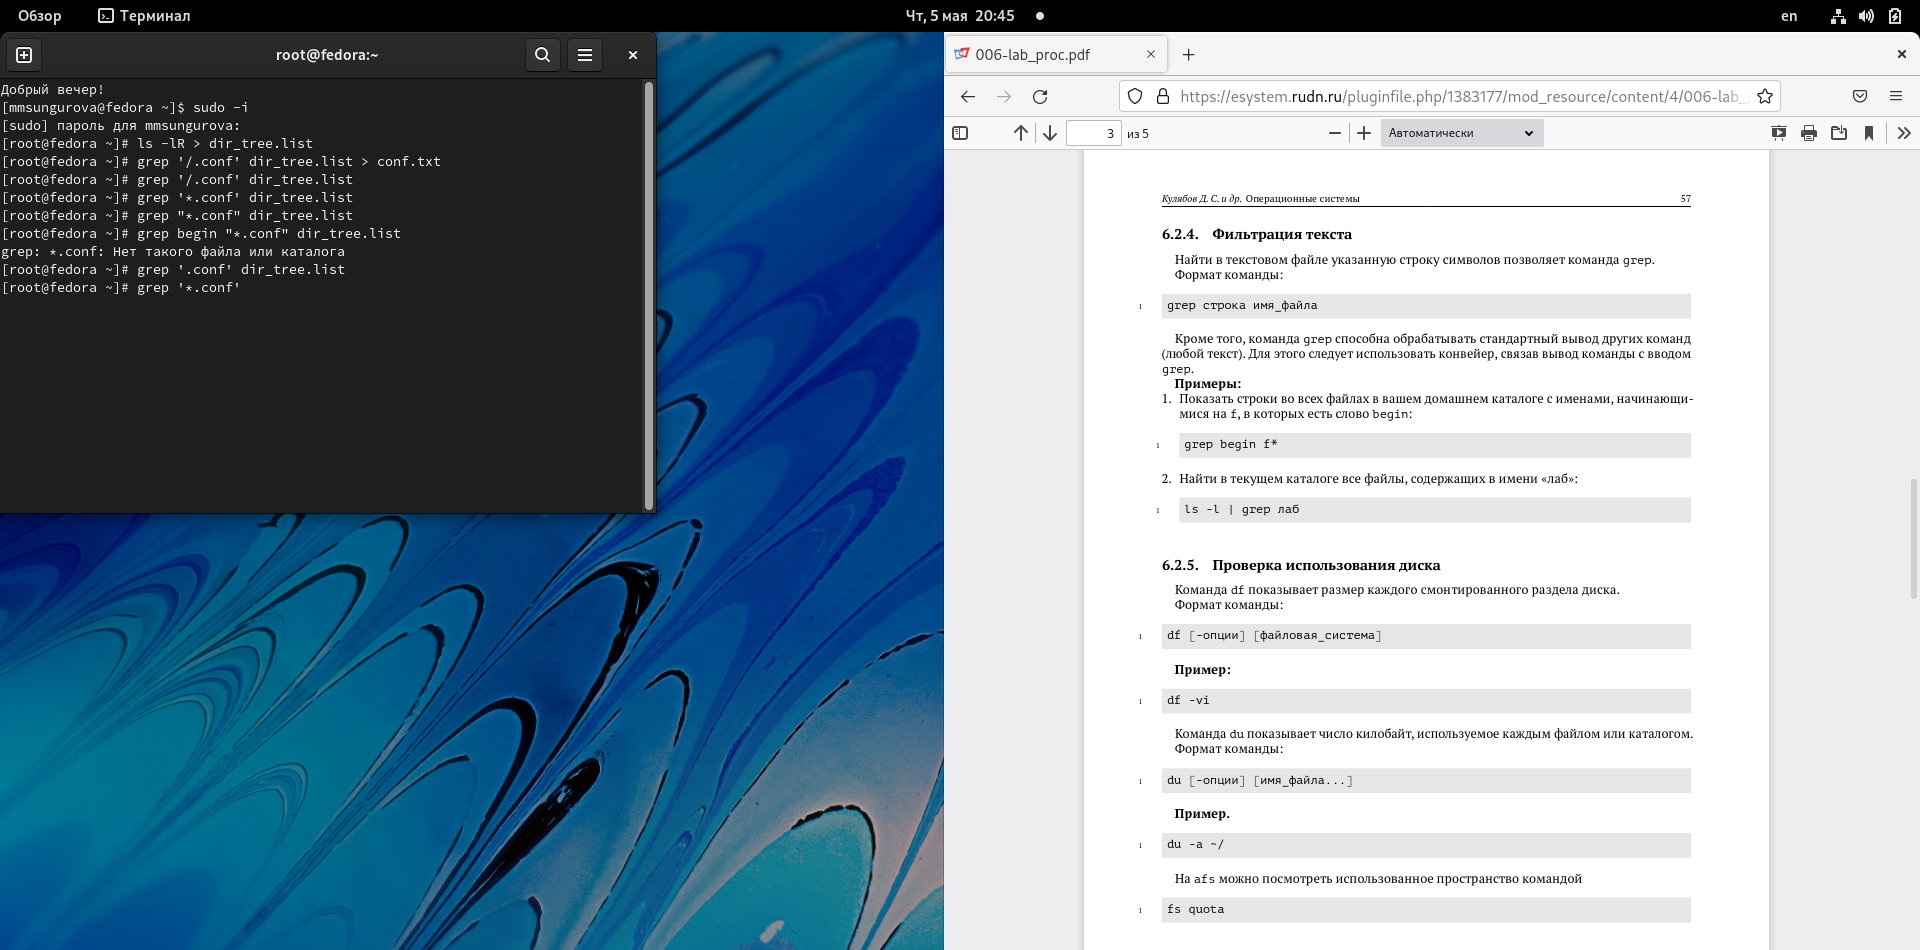 Обзор
Терминал
Чт, 5 мая 20:45
en
root@fedora:~
Добрый вечер!
[mmsungurova@fedora ~]$ sudo -i
[sudo] пароль для mmsungurova:
[root@fedora ~]# ls -lR > dir_tree.list
[root@fedora ~]# grep '/.conf' dir_tree.list > conf.txt
[root@fedora ~]# grep '/.conf' dir_tree.list
[root@fedora ~]# grep '*.conf' dir_tree.list
[root@fedora ~]# grep "*.conf" dir_tree.list
[root@fedora ~]# grep begin "*.conf" dir_tree.list
grep: *.conf: Нет такого файла или каталога
[root@fedora ~]# grep '.conf' dir_tree.list
[root@fedora ~]# grep '*.conf'
006-lab_proc.pdf
https://esystem.rudn.ru/pluginfile.php/1383177/mod_resource/content/4/006-lab_
3 из 5
Автоматически
Кулябов Д. С. и др. Операционные системы 57
6.2.4. Фильтрация текста
Найти в текстовом файле указанную строку символов позволяет команда grep.
Формат команды:
1 grep строка имя_файла
Кроме того, команда grep способна обрабатывать стандартный вывод других команд
(любой текст). Для этого следует использовать конвейер, связав вывод команды с вводом
grep.
Примеры:
1. Показать строки во всех файлах в вашем домашнем каталоге с именами, начинающи-
мися на f, в которых есть слово begin:
1 grep begin f*
2. Найти в текущем каталоге все файлы, содержащих в имени «лаб»:
1 ls -l | grep лаб
6.2.5. Проверка использования диска
Команда df показывает размер каждого смонтированного раздела диска.
Формат команды:
1 df [-опции] [файловая_система]
Пример:
1 df -vi
Команда du показывает число килобайт, используемое каждым файлом или каталогом.
Формат команды:
1 du [-опции] [имя_файла...]
Пример.
1 du -a ~/
На afs можно посмотреть использованное пространство командой
1 fs quota